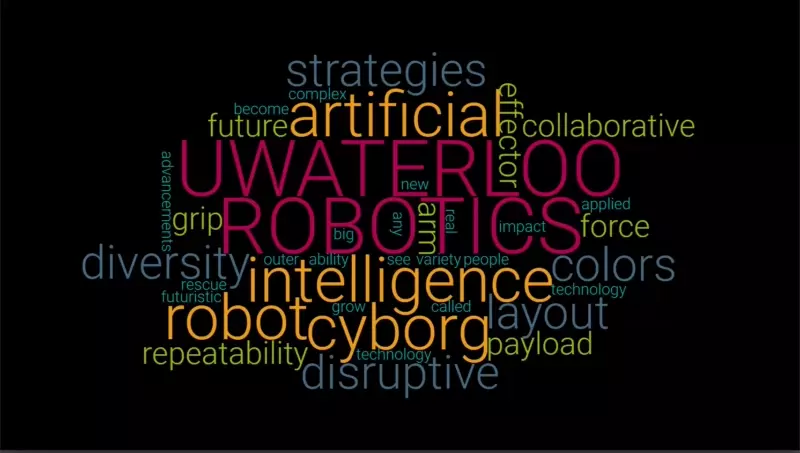 strategies
complex
become
artificial
effector
future
collaborative
UWATERLOO
advancements
new
ROBOTICS
grip
any
arm
real
impact
applied
force
big
diversity
outer
ability
see
variety
people
colors
intelligence
rescue
futuristic
technology
robot
grow
called
layout
cyborg
repeatability
technology
payload
disruptive